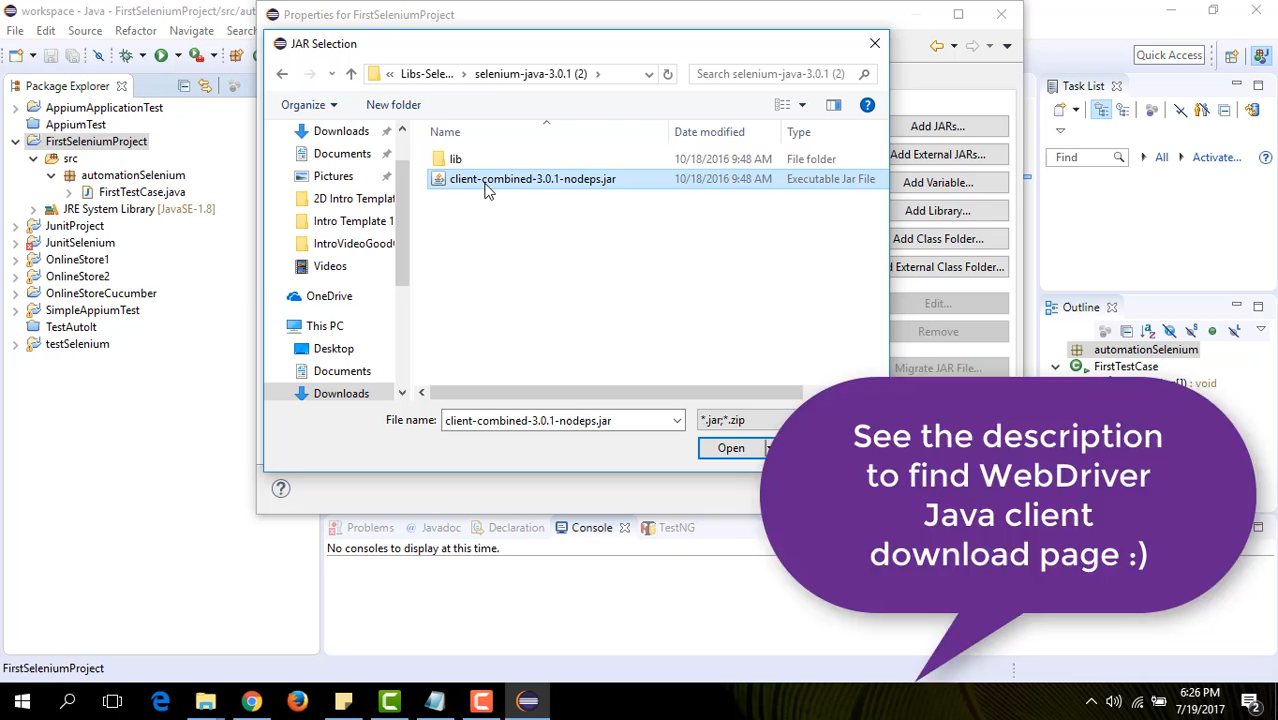 workspace - Java - FirstSeleniumProject/src/au
File Edit Source Refactor Navigate
Properties for FirstSeleniumProject
JAR Selection
Libs-Sele... selenium-java-3.0.1 (2)
Search selenium-java-3.0.1 (2)
Organize
New folder
Quick Access
Package Explorer
AppiumApplicationTest
AppiumTest
FirstSeleniumProject
src
automationSelenium
FirstTestCase.java
JRE System Library [JavaSE-1.8]
JunitProject
JunitSelenium
OnlineStore1
OnlineStore2
OnlineStoreCucumber
SimpleAppiumTest
TestAutoIt
testSelenium
Downloads
Documents
Pictures
2D Intro Templat
Intro Template 1
IntroVideoGood
Videos
OneDrive
This PC
Desktop
Documents
Downloads
Name Date modified Type
lib 10/18/2016 9:48 AM File folder
client-combined-3.0.1-nodeps.jar 10/18/2016 9:48 AM Executable Jar File
File name: client-combined-3.0.1-nodeps.jar
*.jar;*.zip
Open
Add JARs...
Add External JARs...
Add Variable...
Add Library...
Add Class Folder...
d External Class Folder...
Edit...
Remove
Migrate JAR File...
Task List
Find All Activate...
Outline
automationSelenium
FirstTestCase
[]) : void
See the description
to find WebDriver
Java client
download page :)
Problems Javadoc Declaration Console TestNG
No consoles to display at this time.
FirstSeleniumProject
6:26 PM
7/19/2017
2